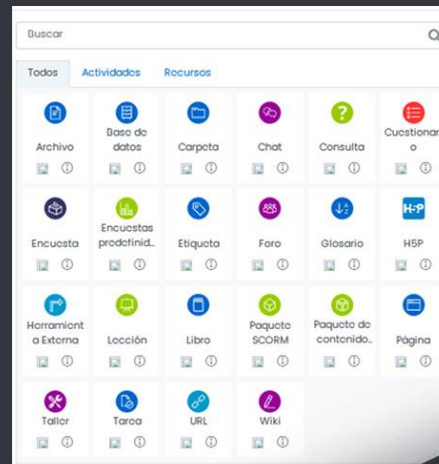 Buscar
Todos Actividades Recursos
Archivo
Base de
datos
Carpeta
Chat
Consulta
Cuestionar
o
Encuesta
Encuestas
predefinid...
Etiqueta
Foro
Glosario
H5P
H5P
Herramient
a Externa
Lección
Libro
Paquete
SCORM
Paquete de
contenido...
Página
Taller
Tarea
URL
Wiki